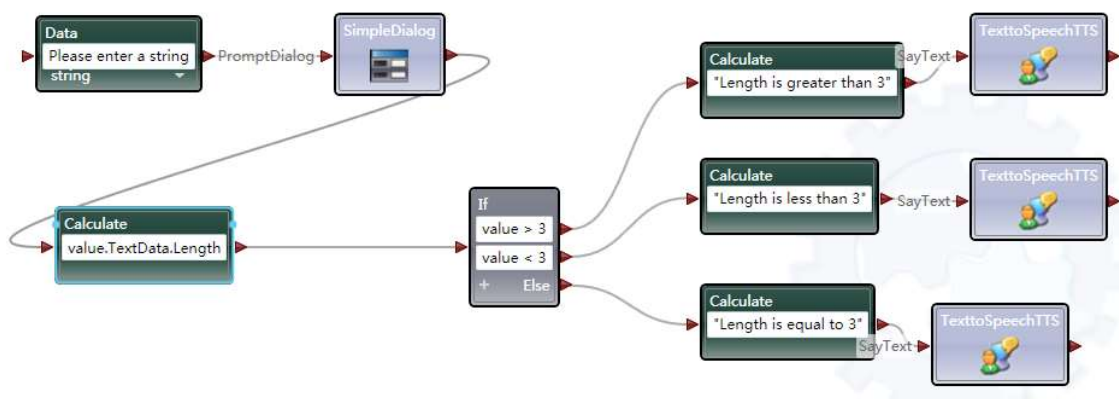 Data
Please enter a string
string
PromptDialog
SimpleDialog
Calculate
value.TextData.Length
If
value > 3
value < 3
+ Else
Calculate
"Length is greater than 3"
SayText
TexttoSpeechTTS
Calculate
"Length is less than 3"
SayText
TexttoSpeechTTS
Calculate
"Length is equal to 3"
SayText
TexttoSpeechTTS